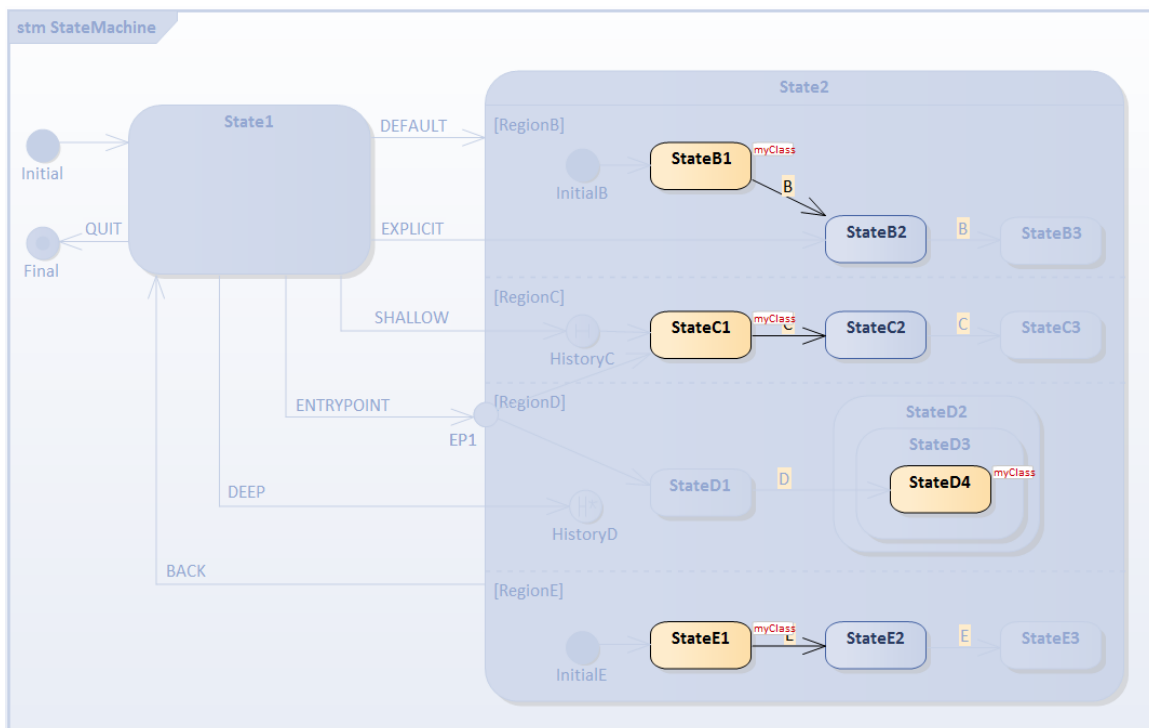 stm StateMachine
State2
State1
DEFAULT
[RegionB]
Initial
InitialB
StateB1
myClass
B
QUIT
EXPLICIT
StateB2
B
StateB3
Final
[RegionC]
SHALLOW
HistoryC
StateC1
myClass
C
StateC2
C
StateC3
ENTRYPOINT
EP1
[RegionD]
StateD2
StateD3
StateD4
myClass
StateD1
D
DEEP
HistoryD
BACK
[RegionE]
InitialE
StateE1
myClass
E
StateE2
E
StateE3